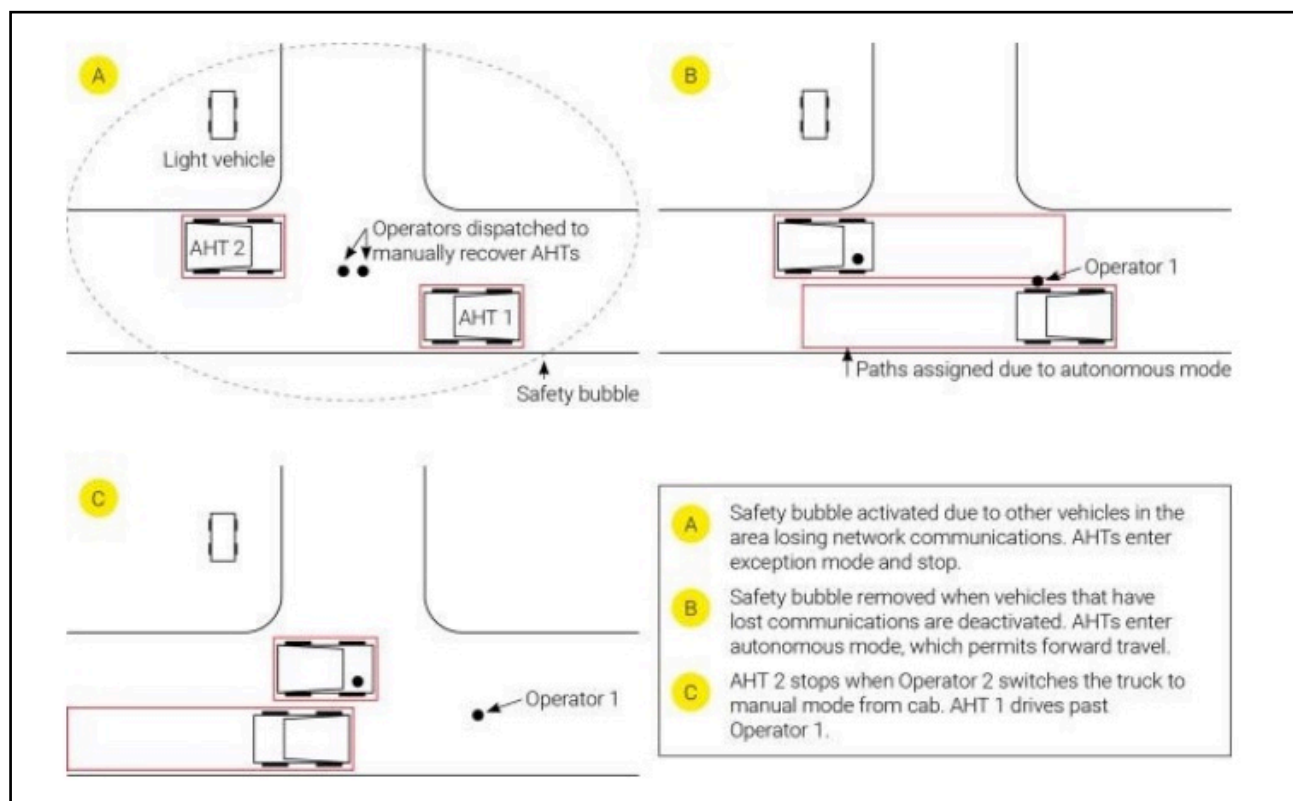 A
Light vehicle
AHT 2
Operators dispatched to
manually recover AHTs
AHT 1
Safety bubble
B
Operator 1
Paths assigned due to autonomous mode
C
Operator 1
A
Safety bubble activated due to other vehicles in the
area losing network communications. AHTs enter
exception mode and stop.
B
Safety bubble removed when vehicles that have
lost communications are deactivated. AHTs enter
autonomous mode, which permits forward travel.
C
AHT 2 stops when Operator 2 switches the truck to
manual mode from cab. AHT 1 drives past
Operator 1.